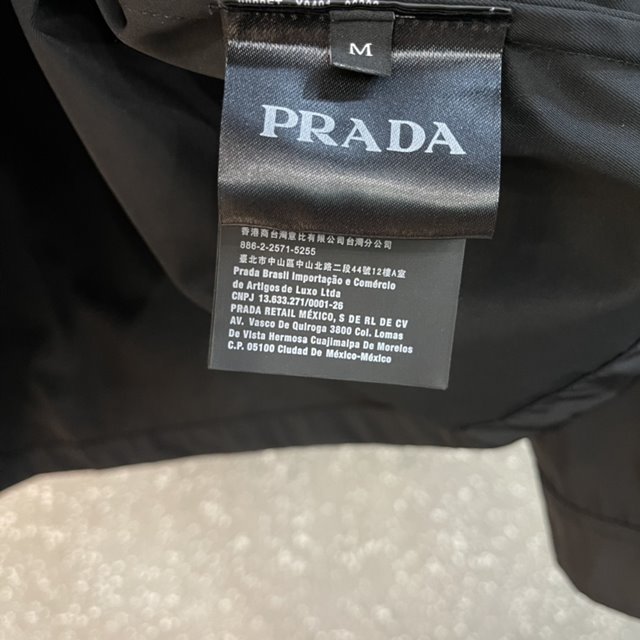 M
PRADA
香港商台灣意比有限公司台灣分公司
886-2-2571-5255
臺北市中山區中山北路二段44號12樓A室
Prada Brasil Importação e Comércio
de Artigos de Luxo Ltda
CNPJ 13.633.271/0001-26
PRADA RETAIL MÉXICO, S DE RL DE CV
AV. Vasco De Quiroga 3800 Col. Lomas
De Vista Hermosa Cuajimalpa De Morelos
C.P. 05100 Ciudad De México-México